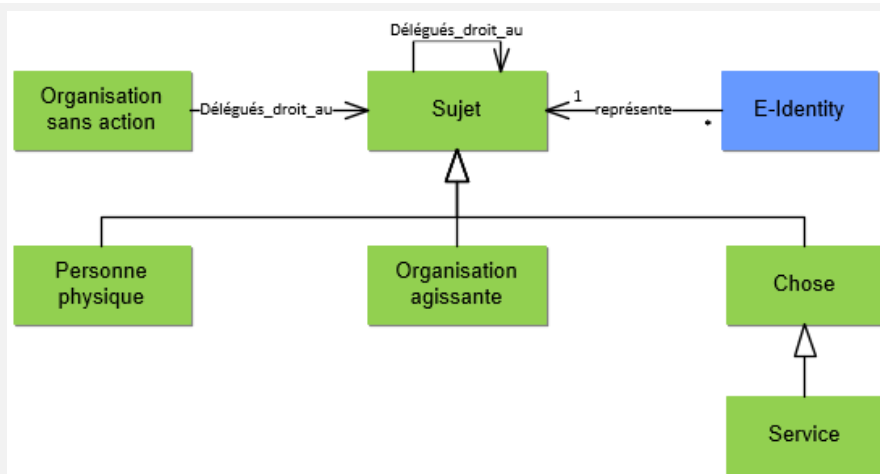 Délégués_droit_au
Organisation
sans action
Délégués_droit_au
Sujet
1
représente
*
E-Identity
Personne
physique
Organisation
agissante
Chose
Service